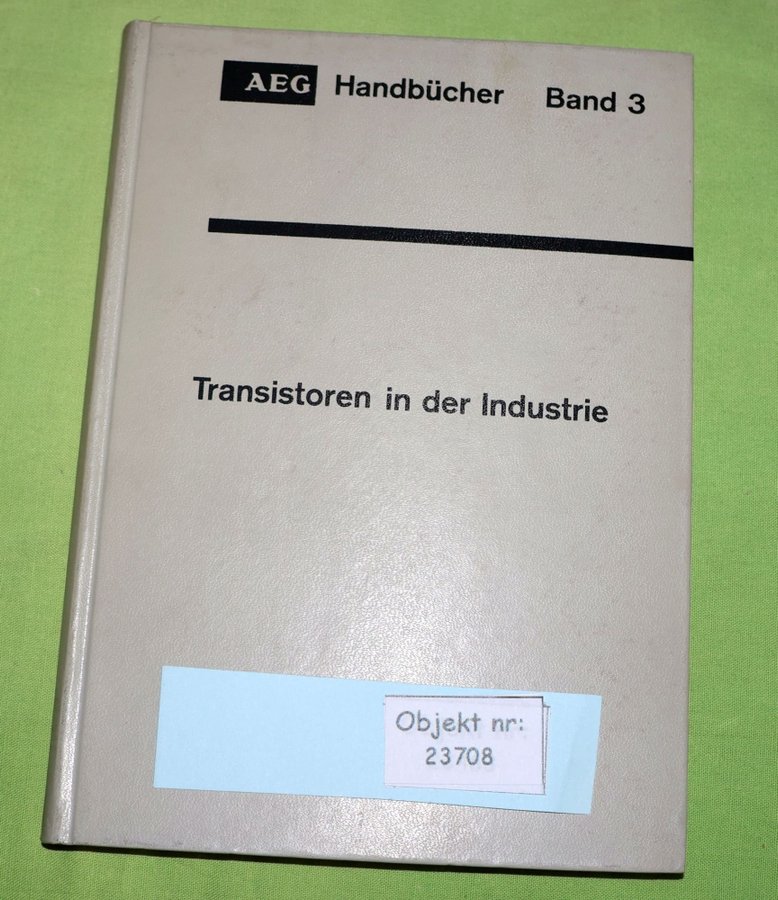 AEG Handbücher Band 3
Transistoren in der Industrie
Objekt nr:
23708